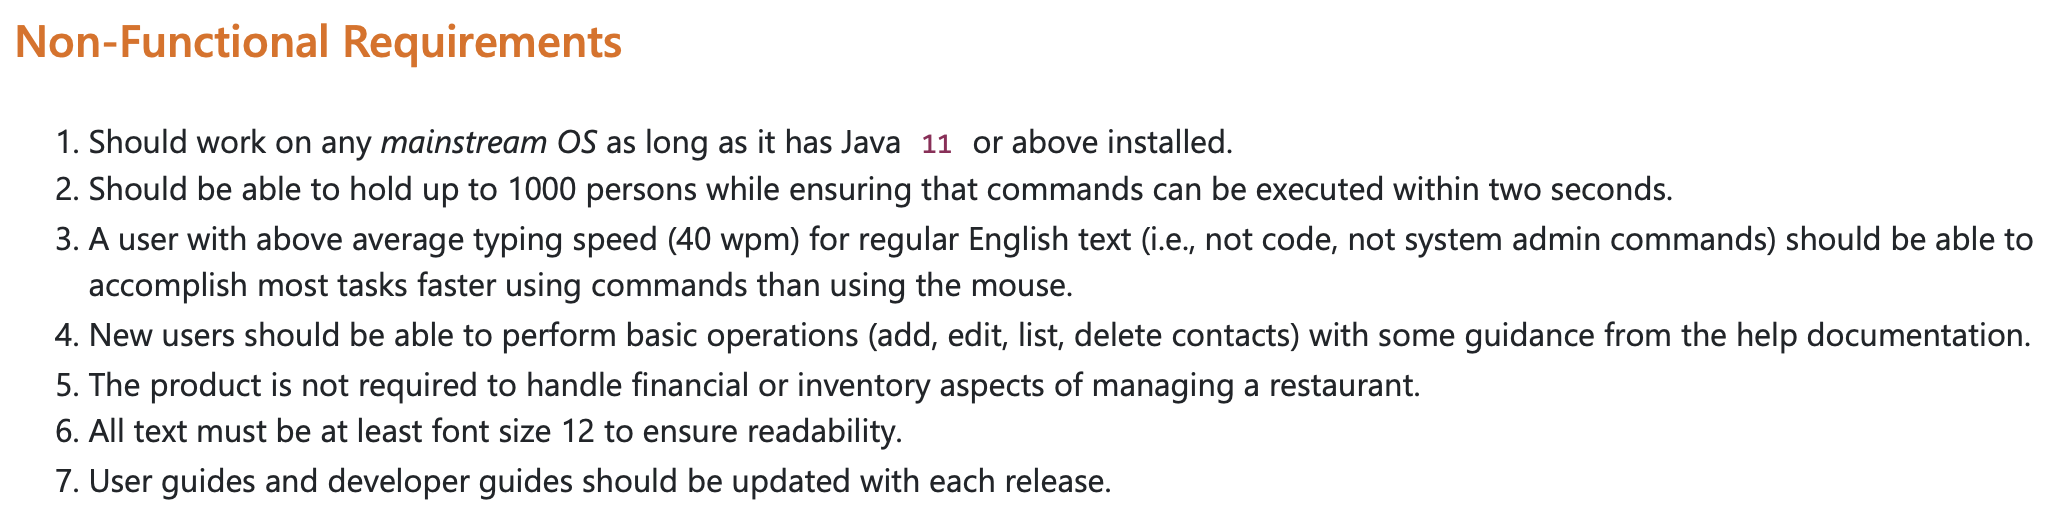 Non-Functional Requirements
1. Should work on any mainstream OS as long as it has Java 11 or above installed.
2. Should be able to hold up to 1000 persons while ensuring that commands can be executed within two seconds.
3. A user with above average typing speed (40 wpm) for regular English text (i.e., not code, not system admin commands) should be able to
accomplish most tasks faster using commands than using the mouse.
4. New users should be able to perform basic operations (add, edit, list, delete contacts) with some guidance from the help documentation.
5. The product is not required to handle financial or inventory aspects of managing a restaurant.
6. All text must be at least font size 12 to ensure readability.
7. User guides and developer guides should be updated with each release.